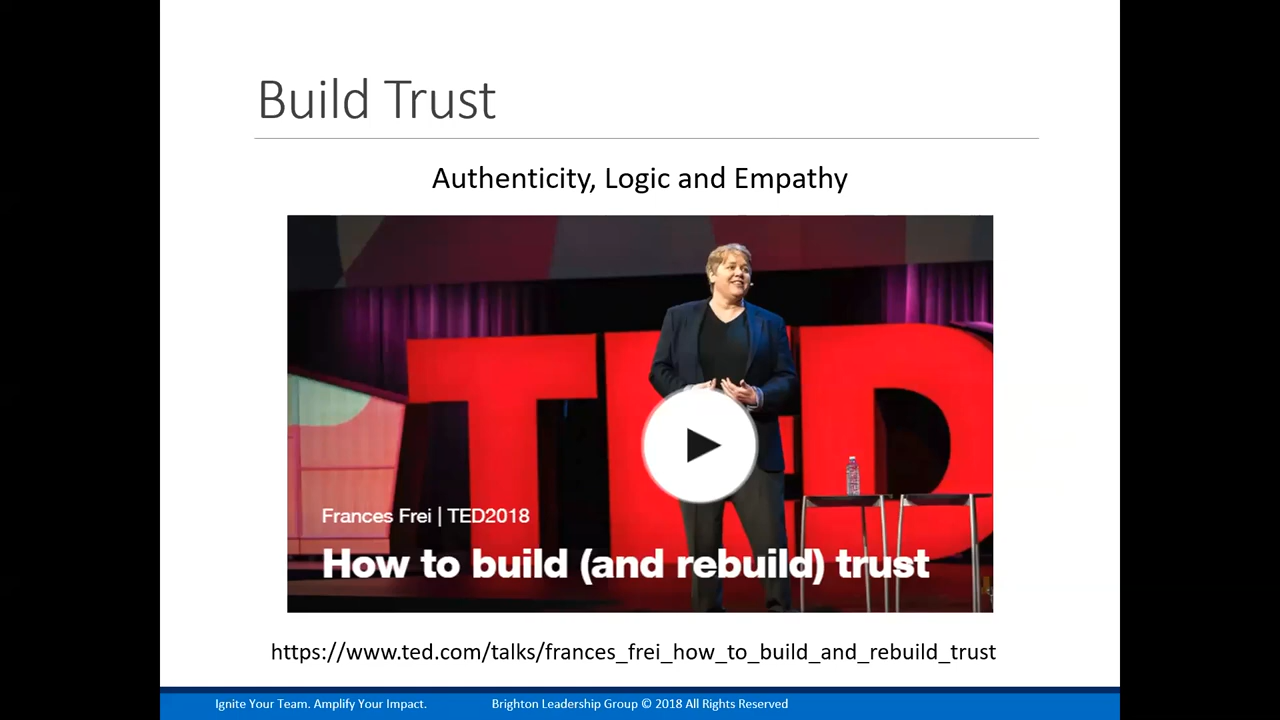 Build Trust
Authenticity, Logic and Empathy
TED
Frances Frei | TED2018
How to build (and rebuild) trust
https://www.ted.com/talks/frances_frei_how_to_build_and_rebuild_trust
Ignite Your Team. Amplify Your Impact. Brighton Leadership Group © 2018 All Rights Reserved